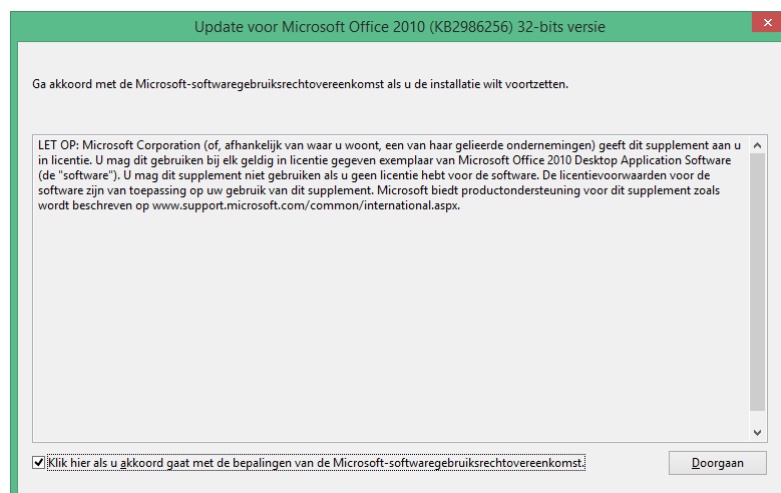 Update voor Microsoft Office 2010 (KB2986256) 32-bits versie
Ga akkoord met de Microsoft-softwaregebruiksrechtovereenkomst als u de installatie wilt voortzetten.
LET OP: Microsoft Corporation (of, afhankelijk van waar u woont, een van haar gelieerde ondernemingen) geeft dit supplement aan u
in licentie. U mag dit gebruiken bij elk geldig in licentie gegeven exemplaar van Microsoft Office 2010 Desktop Application Software
(de "software"). U mag dit supplement niet gebruiken als u geen licentie hebt voor de software. De licentievoorwaarden voor de
software zijn van toepassing op uw gebruik van dit supplement. Microsoft biedt productondersteuning voor dit supplement zoals
wordt beschreven op www.support.microsoft.com/common/international.aspx.
Klik hier als u akkoord gaat met de bepalingen van de Microsoft-softwaregebruiksrechtovereenkomst.
Doorgaan